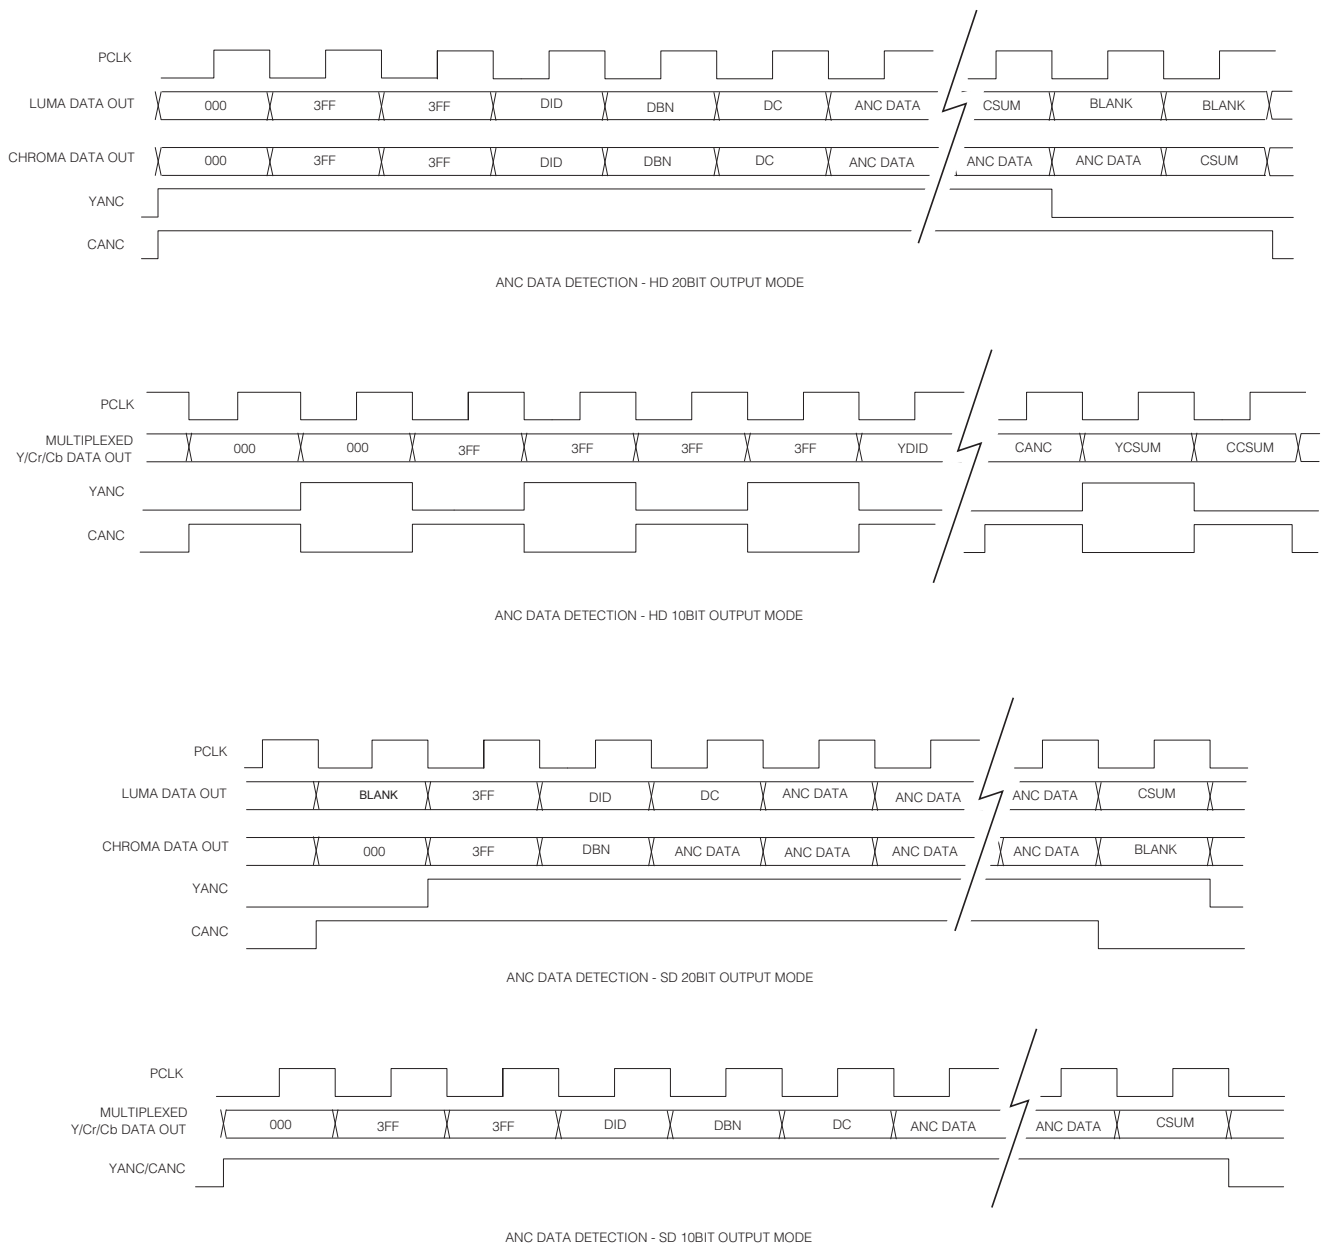 PCLK
LUMA DATA OUT 000 3FF 3FF DID DBN DC ANC DATA CSUM BLANK BLANK
CHROMA DATA OUT 000 3FF 3FF DID DBN DC ANC DATA ANC DATA ANC DATA CSUM
YANC
CANC
ANC DATA DETECTION - HD 20BIT OUTPUT MODE
PCLK
MULTIPLEXED
Y/Cr/Cb DATA OUT 000 000 3FF 3FF 3FF 3FF YDID CANC YCSUM CCSUM
YANC
CANC
ANC DATA DETECTION - HD 10BIT OUTPUT MODE
PCLK
LUMA DATA OUT BLANK 3FF DID DC ANC DATA ANC DATA ANC DATA CSUM
CHROMA DATA OUT 000 3FF DBN ANC DATA ANC DATA ANC DATA ANC DATA BLANK
YANC
CANC
ANC DATA DETECTION - SD 20BIT OUTPUT MODE
PCLK
MULTIPLEXED
Y/Cr/Cb DATA OUT 000 3FF 3FF DID DBN DC ANC DATA ANC DATA CSUM
YANC/CANC
ANC DATA DETECTION - SD 10BIT OUTPUT MODE